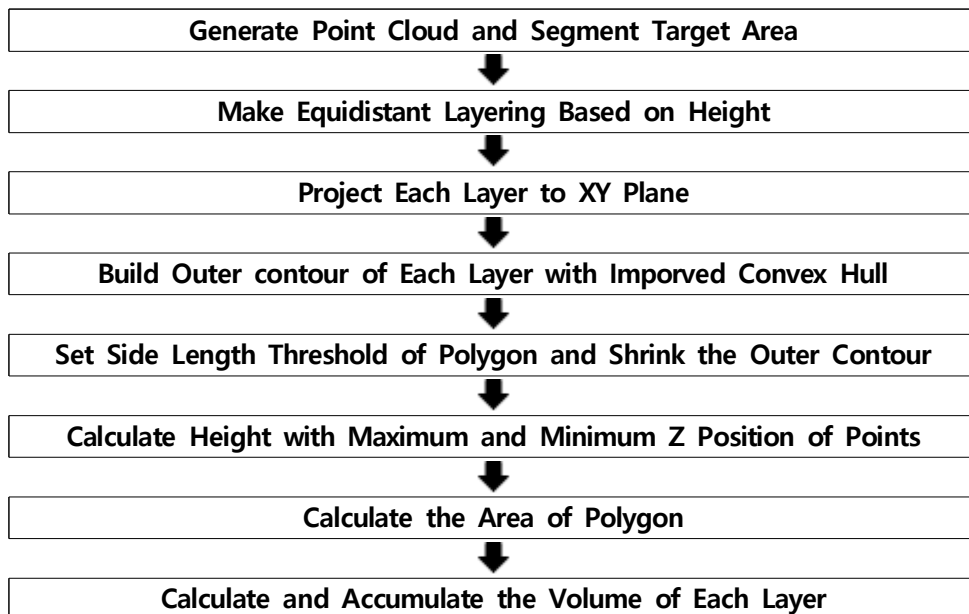 Generate Point Cloud and Segment Target Area
Make Equidistant Layering Based on Height
Project Each Layer to XY Plane
Build Outer contour of Each Layer with Imporved Convex Hull
Set Side Length Threshold of Polygon and Shrink the Outer Contour
Calculate Height with Maximum and Minimum Z Position of Points
Calculate the Area of Polygon
Calculate and Accumulate the Volume of Each Layer